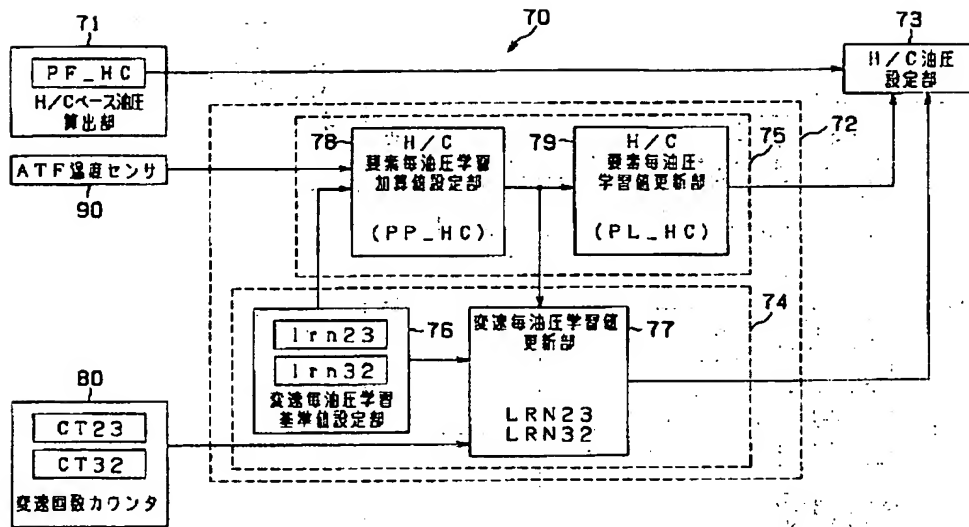 70
71
PF_HC
H/Cベース油圧
算出部
73
H/C油圧
設定部
72
75
78
H/C
要素毎油圧学習
加算値設定部
(PP_HC)
79
H/C
要素毎油圧
学習値更新部
(PL_HC)
ATF温度センサ
90
74
76
lrn23
lrn32
変速毎油圧学習
基準値設定部
77
変速毎油圧学習値
更新部
LRN23
LRN32
80
CT23
CT32
変速回数カウンタ